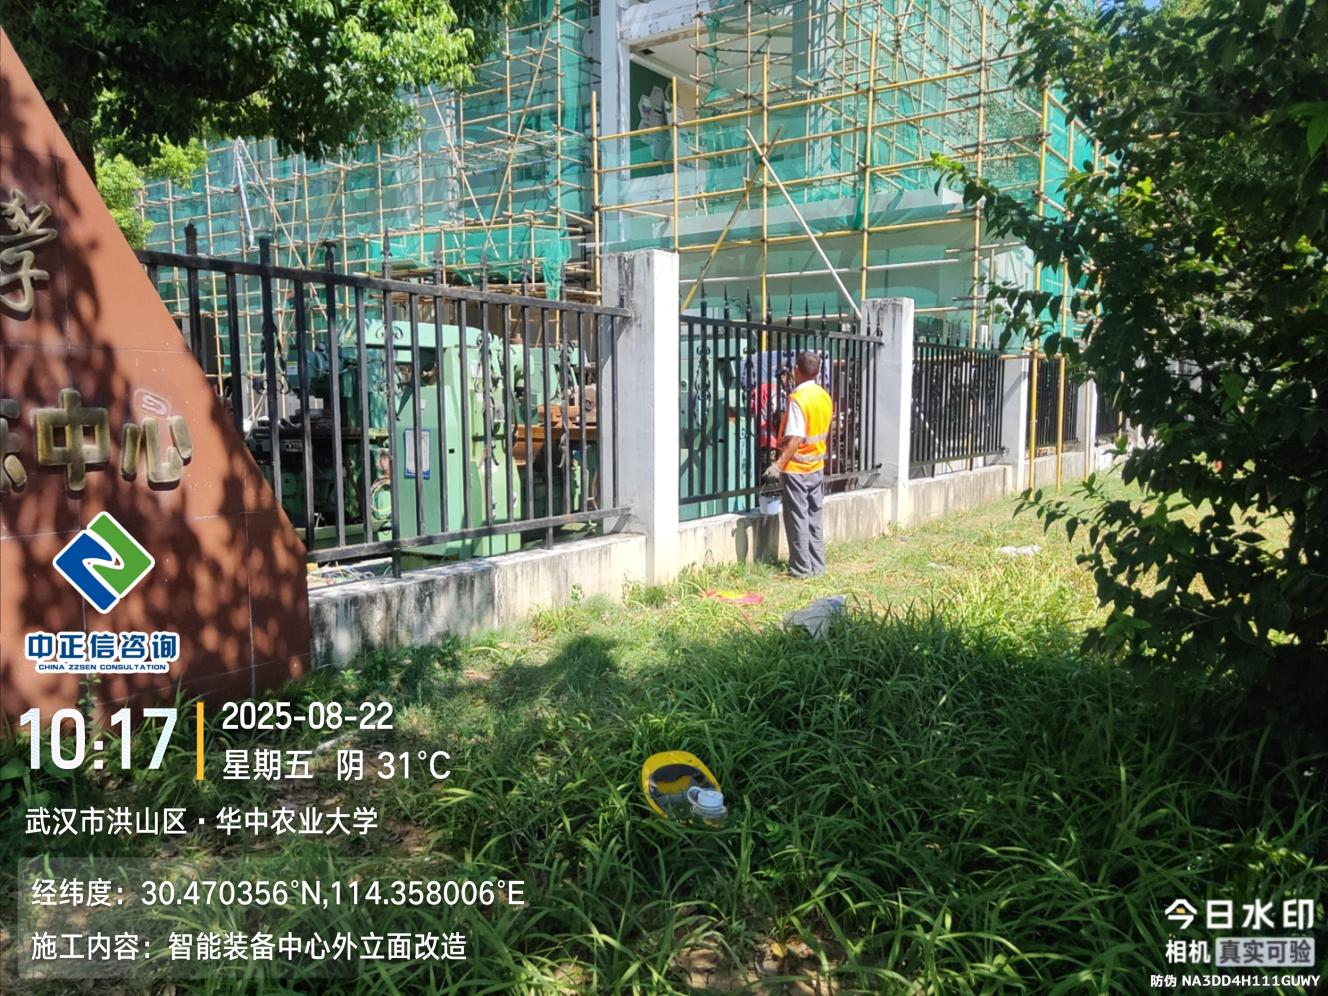 学
中心
中正信咨询
CHINA ZZSEN CONSULTATION
10:17
2025-08-22
星期五 阴 31°C
武汉市洪山区·华中农业大学
经纬度：30.470356°N,114.358006°E
施工内容：智能装备中心外立面改造
今日水印
相机 真实可验
防伪 NA3DD4H111GUWY